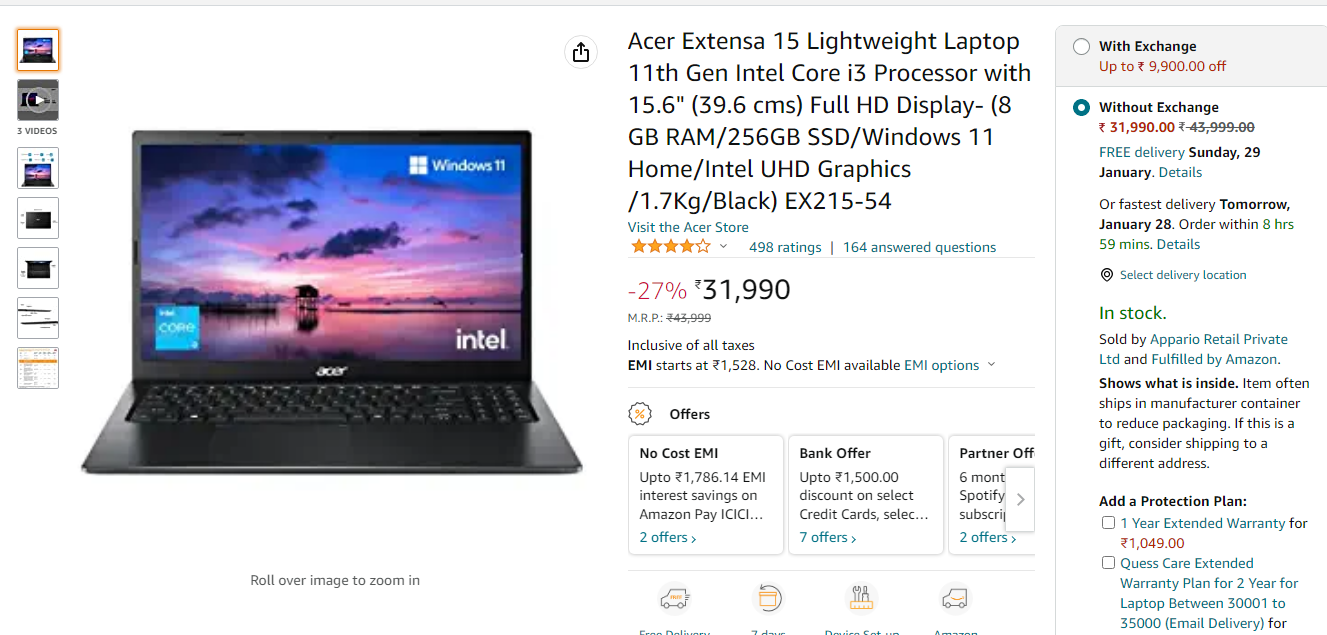 3 VIDEOS
Windows 11
intel
CORE
i3
intel
acer
Roll over image to zoom in
Acer Extensa 15 Lightweight Laptop
11th Gen Intel Core i3 Processor with
15.6" (39.6 cms) Full HD Display- (8
GB RAM/256GB SSD/Windows 11
Home/Intel UHD Graphics
/1.7Kg/Black) EX215-54
Visit the Acer Store
498 ratings | 164 answered questions
-27% ₹31,990
M.R.P.: ₹43,999
Inclusive of all taxes
EMI starts at ₹1,528. No Cost EMI available EMI options
Offers
No Cost EMI
Upto ₹1,786.14 EMI
interest savings on
Amazon Pay ICICI…
2 offers ›
Bank Offer
Upto ₹1,500.00
discount on select
Credit Cards, selec…
7 offers ›
Partner Off
6 mont
Spotify
subscri
2 offers ›
Free Delivery
7 days
Device Set-up
Amazon
With Exchange
Up to ₹ 9,900.00 off
Without Exchange
₹ 31,990.00 ₹ 43,999.00
FREE delivery Sunday, 29
January. Details
Or fastest delivery Tomorrow,
January 28. Order within 8 hrs
59 mins. Details
Select delivery location
In stock.
Sold by Appario Retail Private
Ltd and Fulfilled by Amazon.
Shows what is inside. Item often
ships in manufacturer container
to reduce packaging. If this is a
gift, consider shipping to a
different address.
Add a Protection Plan:
1 Year Extended Warranty for
₹1,049.00
Quess Care Extended
Warranty Plan for 2 Year for
Laptop Between 30001 to
35000 (Email Delivery) for